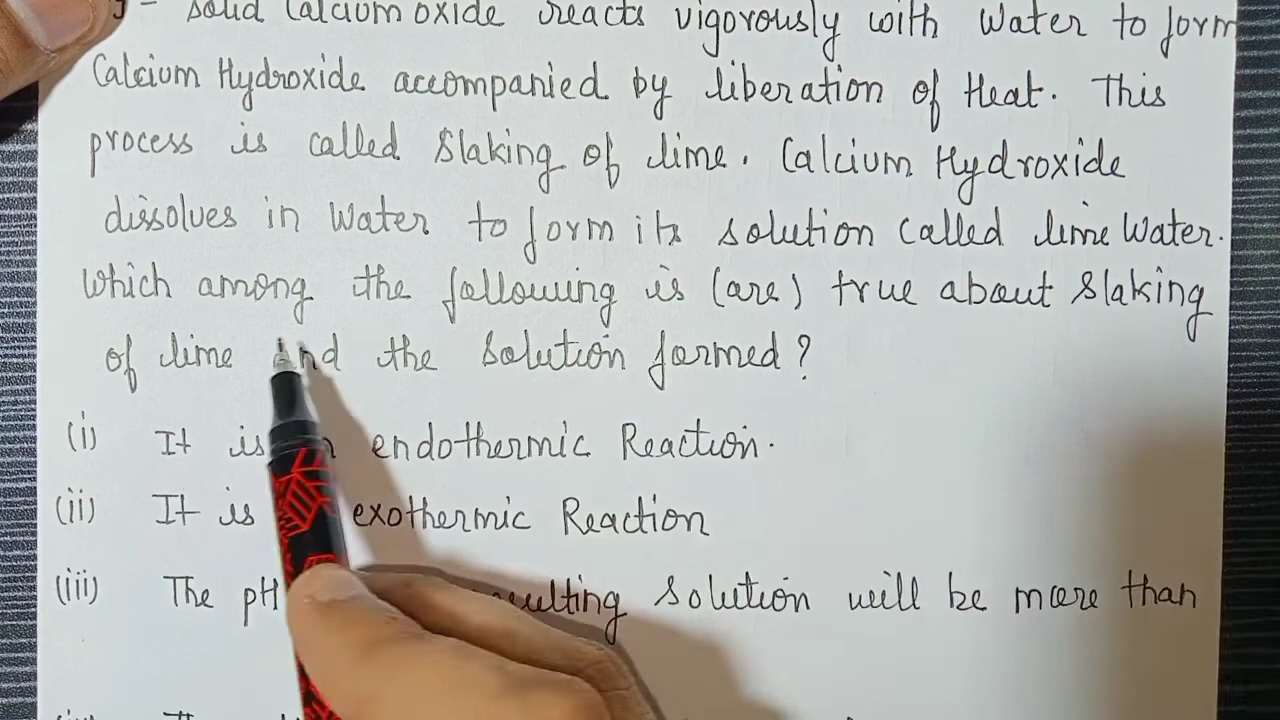 solid Calcium oxide reacts vigorously with water to form
Calcium Hydroxide accompanied by liberation of Heat. This
process is called Slaking of lime. Calcium Hydroxide
dissolves in water to form its solution called lime water.
Which among the following is (are) true about slaking
of lime and the solution formed?
(i) It is endothermic Reaction.
(ii) It is exothermic Reaction
(iii) The pH solution will be more than